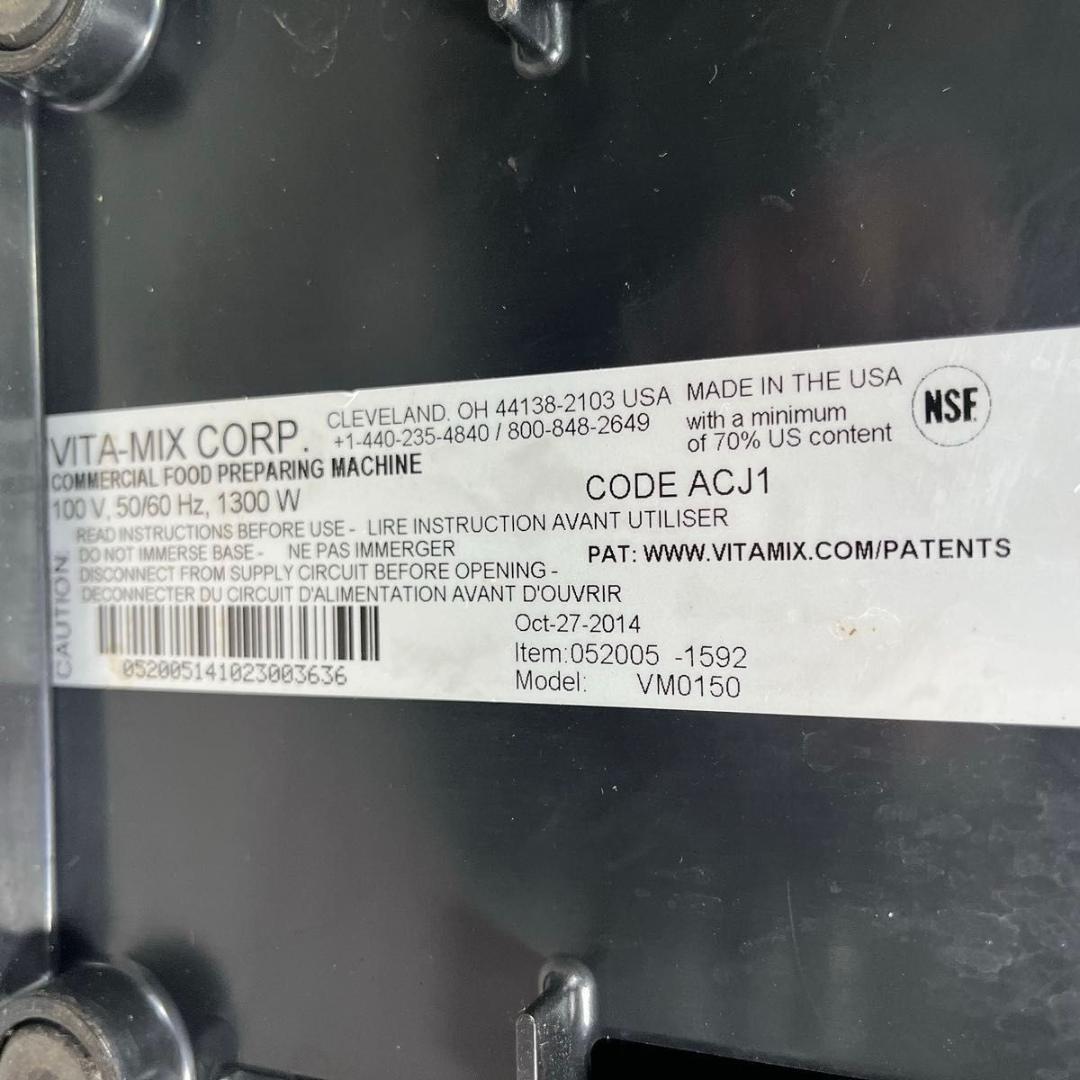 VITA-MIX CORP.
CLEVELAND, OH 44138-2103 USA
+1-440-235-4840 / 800-848-2649
MADE IN THE USA
with a minimum
of 70% US content
NSF
COMMERCIAL FOOD PREPARING MACHINE
100 V, 50/60 Hz, 1300 W
CODE ACJ1
CAUTION:
READ INSTRUCTIONS BEFORE USE - LIRE INSTRUCTION AVANT UTILISER
DO NOT IMMERSE BASE - NE PAS IMMERGER
PAT: WWW.VITAMIX.COM/PATENTS
DISCONNECT FROM SUPPLY CIRCUIT BEFORE OPENING -
DECONNECTER DU CIRCUIT D'ALIMENTATION AVANT D'OUVRIR
Oct-27-2014
Item:052005 -1592
Model: VM0150
052005141023003636